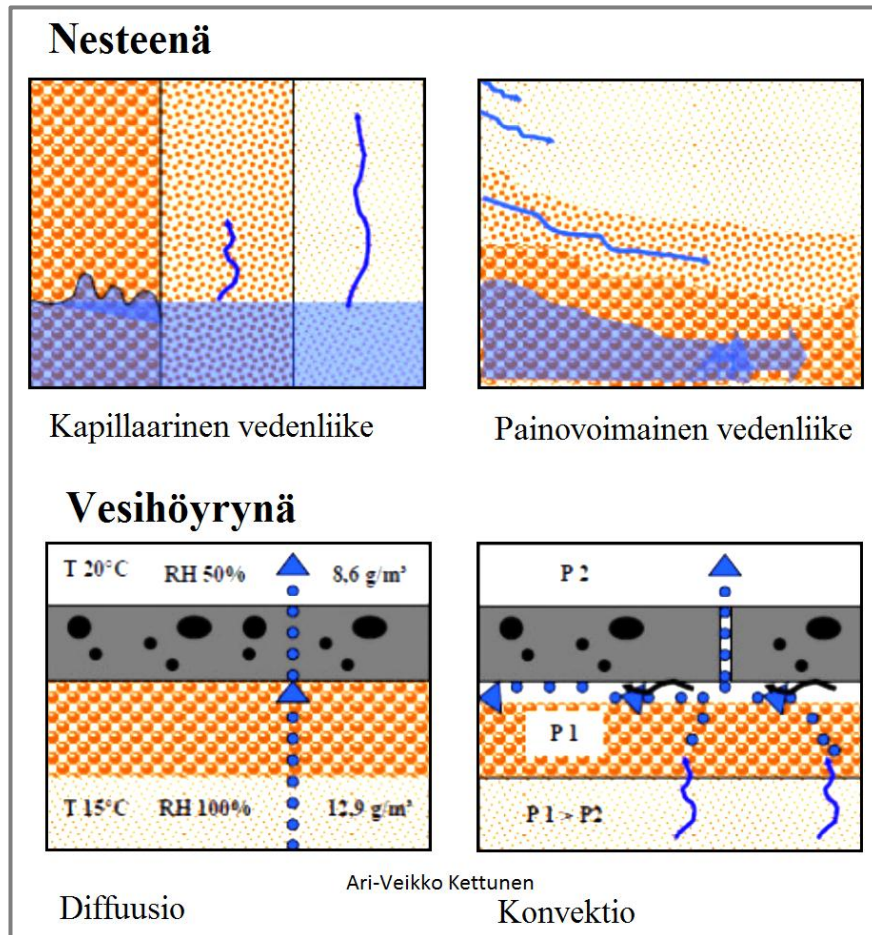 Nesteenä
Kapillaarinen vedenliike
Painovoimainen vedenliike
Vesihöyrynä
T 20°C RH 50% 8,6 g/m³
T 15°C RH 100% 12,9 g/m³
P 2
P 1
P 1 > P2
Ari-Veikko Kettunen
Diffuusio
Konvektio